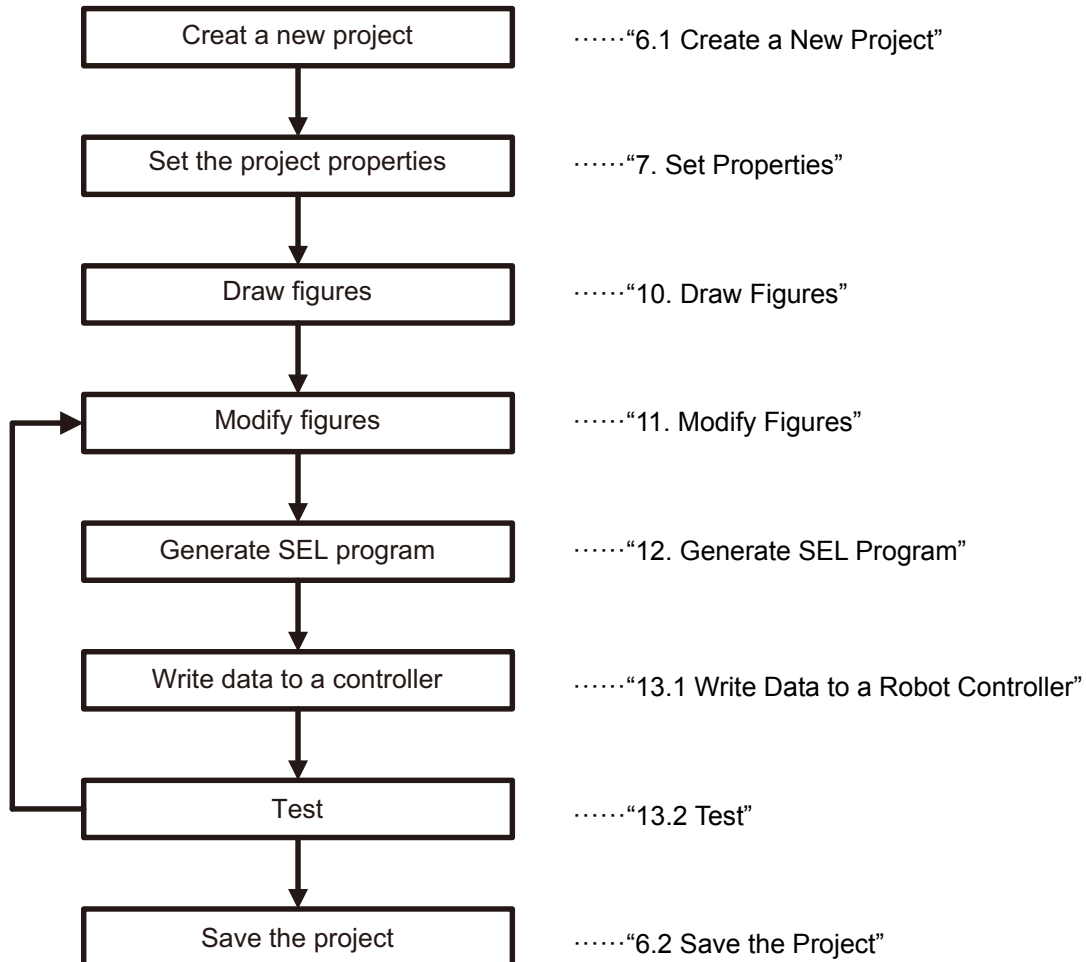 Creat a new project ⋯⋯“6.1 Create a New Project”
Set the project properties ⋯⋯“7. Set Properties”
Draw figures ⋯⋯“10. Draw Figures”
Modify figures ⋯⋯“11. Modify Figures”
Generate SEL program ⋯⋯“12. Generate SEL Program”
Write data to a controller ⋯⋯“13.1 Write Data to a Robot Controller”
Test ⋯⋯“13.2 Test”
Save the project ⋯⋯“6.2 Save the Project”